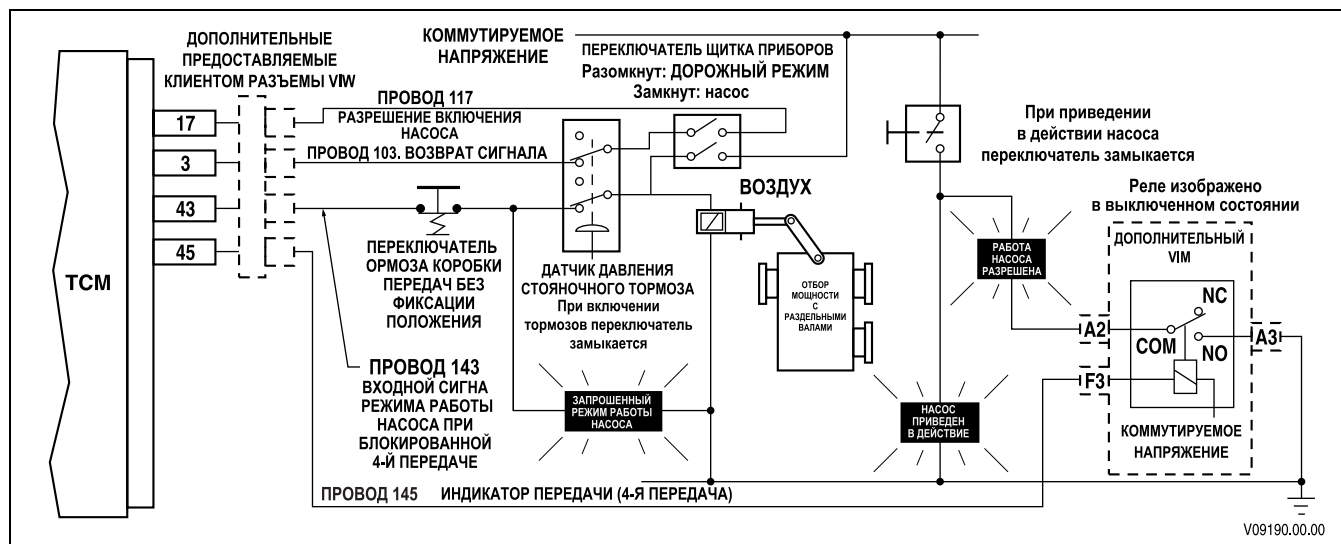 ДОПОЛНИТЕЛЬНЫЕ
ПРЕДОСТАВЛЯЕМЫЕ
КЛИЕНТОМ РАЗЪЕМЫ VIW
КОММУТИРУЕМОЕ
НАПРЯЖЕНИЕ
ПЕРЕКЛЮЧАТЕЛЬ ЩИТКА ПРИБОРОВ
Разомкнут: ДОРОЖНЫЙ РЕЖИМ
Замкнут: насос
ПРОВОД 117
РАЗРЕШЕНИЕ ВКЛЮЧЕНИЯ
НАСОСА
ПРОВОД 103. ВОЗВРАТ СИГНАЛА
17
3
43
45
TCM
При приведении
в действии насоса
переключатель замыкается
ВОЗДУХ
Реле изображено
в выключенном состоянии
ДОПОЛНИТЕЛЬНЫЙ
VIM
РАБОТА
НАСОСА
РАЗРЕШЕНА
ПЕРЕКЛЮЧАТЕЛЬ
ОРМОЗА КОРОБКИ
ПЕРЕДАЧ БЕЗ
ФИКСАЦИИ
ПОЛОЖЕНИЯ
ДАТЧИК ДАВЛЕНИЯ
СТОЯНОЧНОГО ТОРМОЗА
При включении
тормозов переключатель
замыкается
ОТБОР
МОЩНОСТИ
С
РАЗДЕЛЬНЫМИ
ВАЛАМИ
NC
A2
COM
NO
A3
F3
КОММУТИРУЕМОЕ
НАПРЯЖЕНИЕ
ПРОВОД 143
ВХОДНОЙ СИГНА
РЕЖИМА РАБОТЫ
НАСОСА ПРИ
БЛОКИРОВАННОЙ
4-Й ПЕРЕДАЧЕ
ЗАПРОШЕННЫЙ
РЕЖИМ РАБОТЫ
НАСОСА
НАСОС
ПРИВЕДЕН
В ДЕЙСТВИЕ
ПРОВОД 145 ИНДИКАТОР ПЕРЕДАЧИ (4-Я ПЕРЕДАЧА)
V09190.00.00